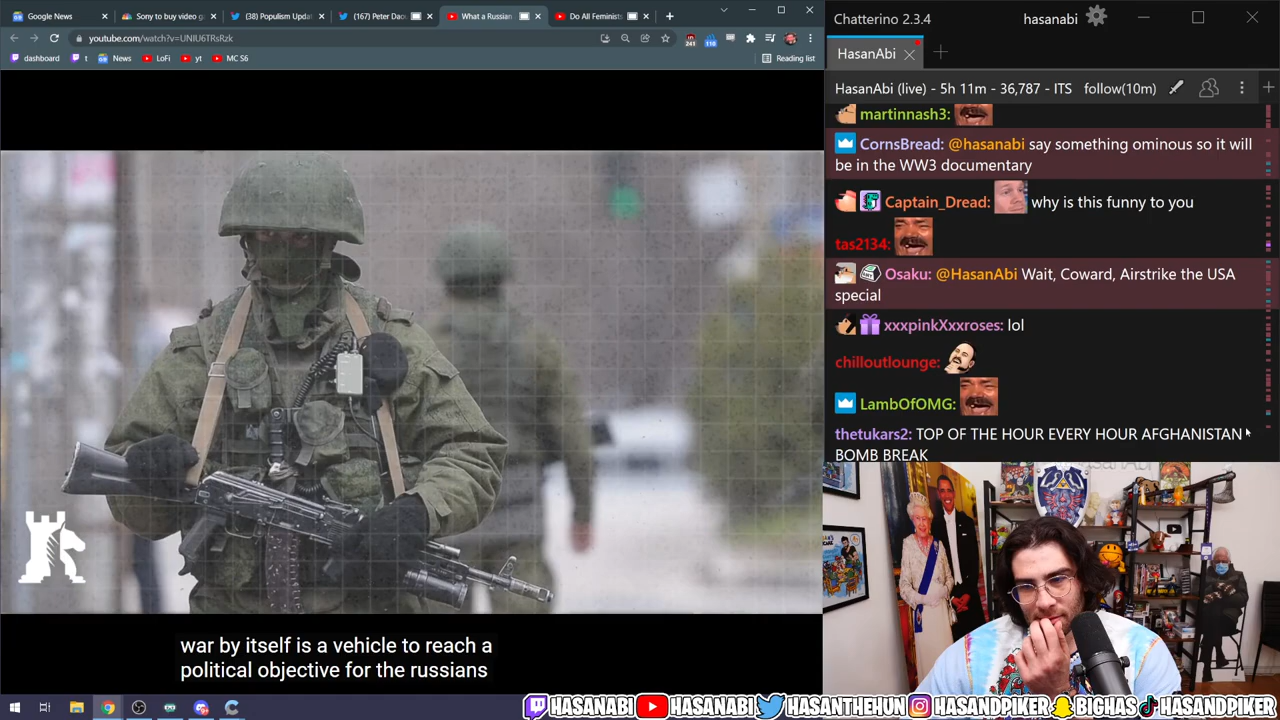 Google News
Sony to buy video g
(38) Populism Updat
(167) Peter Dao
What a Russian
Do All Feminists
youtube.com/watch?v=UNIU6TRsRzk
241
116
dashboard
t
News
LoFi
yt
MC S6
Reading list
war by itself is a vehicle to reach a
political objective for the russians
Chatterino 2.3.4
hasanabi
HasanAbi
HasanAbi (live) - 5h 11m - 36,787 - ITS
follow(10m)
martinnash3:
CornsBread: @hasanabi say something ominous so it will
be in the WW3 documentary
Captain_Dread: why is this funny to you
tas2134:
Osaku: @HasanAbi Wait, Coward, Airstrike the USA
special
xxxpinkXxxroses: lol
chilloutlounge:
LambOfOMG:
thetukars2: TOP OF THE HOUR EVERY HOUR AFGHANISTAN
BOMB BREAK
HASANABI
HASANABI
HASANTHEHUN
HASANDPIKER
BIGHAS
HASANDPIKER